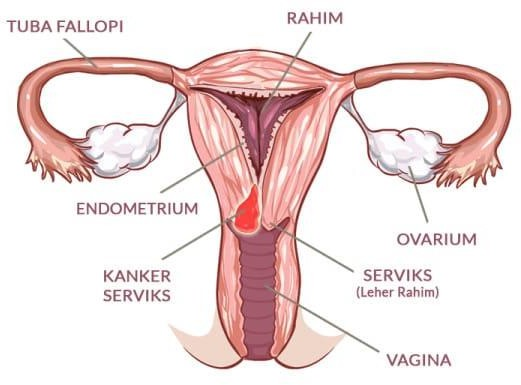 RAHIM
TUBA FALLOPI
ENDOMETRIUM
OVARIUM
KANKER
SERVIKS
SERVIKS
(Leher Rahim)
VAGINA